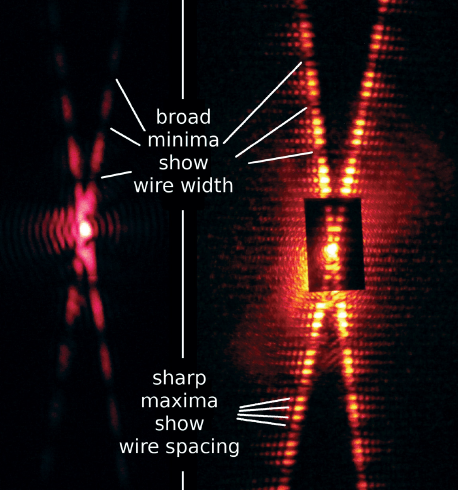 broad
minima
show
wire width
sharp
maxima
show
wire spacing